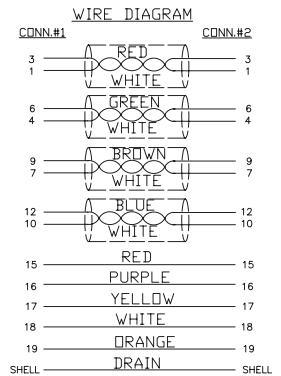 WIRE DIAGRAM
CONN.#1 CONN.#2
3 RED 3
1 WHITE 1
6 GREEN 6
4 WHITE 4
9 BROWN 9
7 WHITE 7
12 BLUE 12
10 WHITE 10
15 RED 15
16 PURPLE 16
17 YELLOW 17
18 WHITE 18
19 ORANGE 19
SHELL DRAIN SHELL